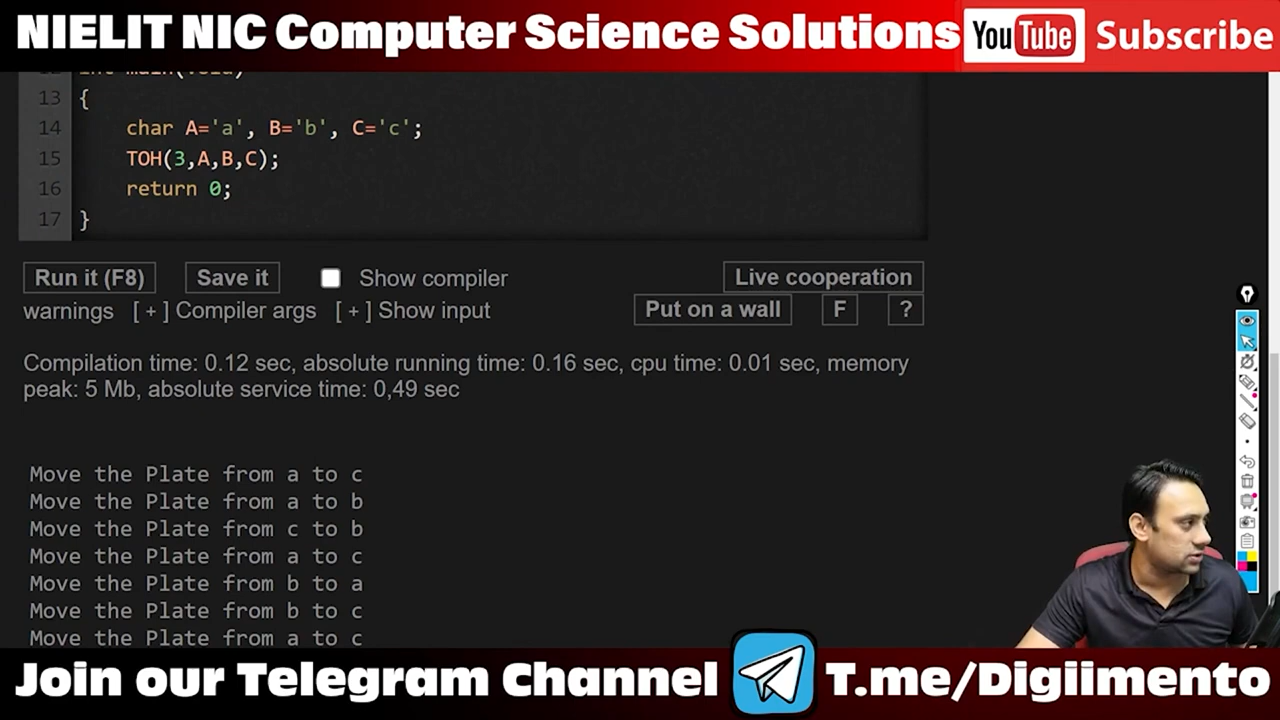 NIELIT NIC Computer Science Solutions YouTube Subscribe
12 int main(void)
13 {
14 char A='a', B='b', C='c';
15 TOH(3,A,B,C);
16 return 0;
17 }
Run it (F8) Save it Show compiler Live cooperation
warnings [ + ] Compiler args [ + ] Show input Put on a wall F ?
Compilation time: 0.12 sec, absolute running time: 0.16 sec, cpu time: 0.01 sec, memory
peak: 5 Mb, absolute service time: 0,49 sec
Move the Plate from a to c
Move the Plate from a to b
Move the Plate from c to b
Move the Plate from a to c
Move the Plate from b to a
Move the Plate from b to c
Move the Plate from a to c
Join our Telegram Channel T.me/Digiimento